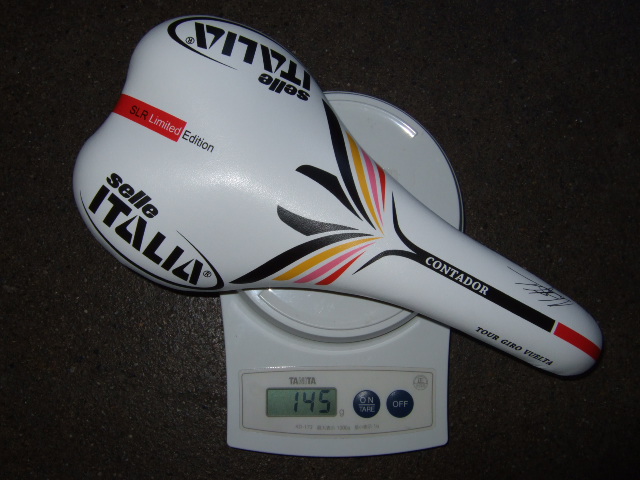 selle
ITALIA®
SLR Limited Edition
selle
ITALIA®
CONTADOR
TOUR GIRO VUELTA
TANITA
145 g
ON
TARE
OFF